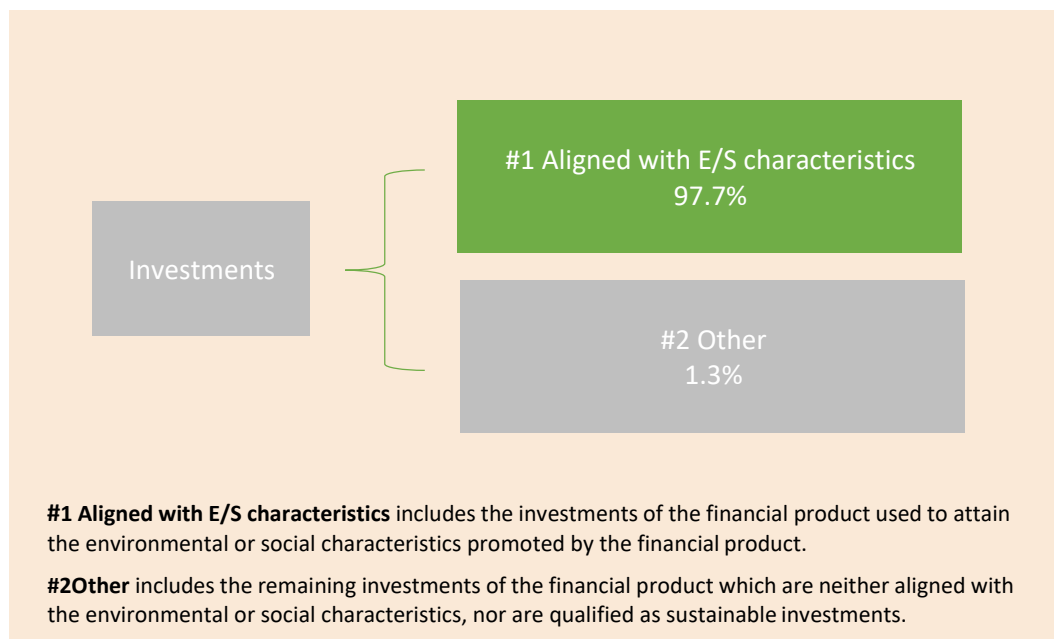 #1 Aligned with E/S characteristics
97.7%
Investments
#2 Other
1.3%
#1 Aligned with E/S characteristics includes the investments of the financial product used to attain
the environmental or social characteristics promoted by the financial product.
#2Other includes the remaining investments of the financial product which are neither aligned with
the environmental or social characteristics, nor are qualified as sustainable investments.